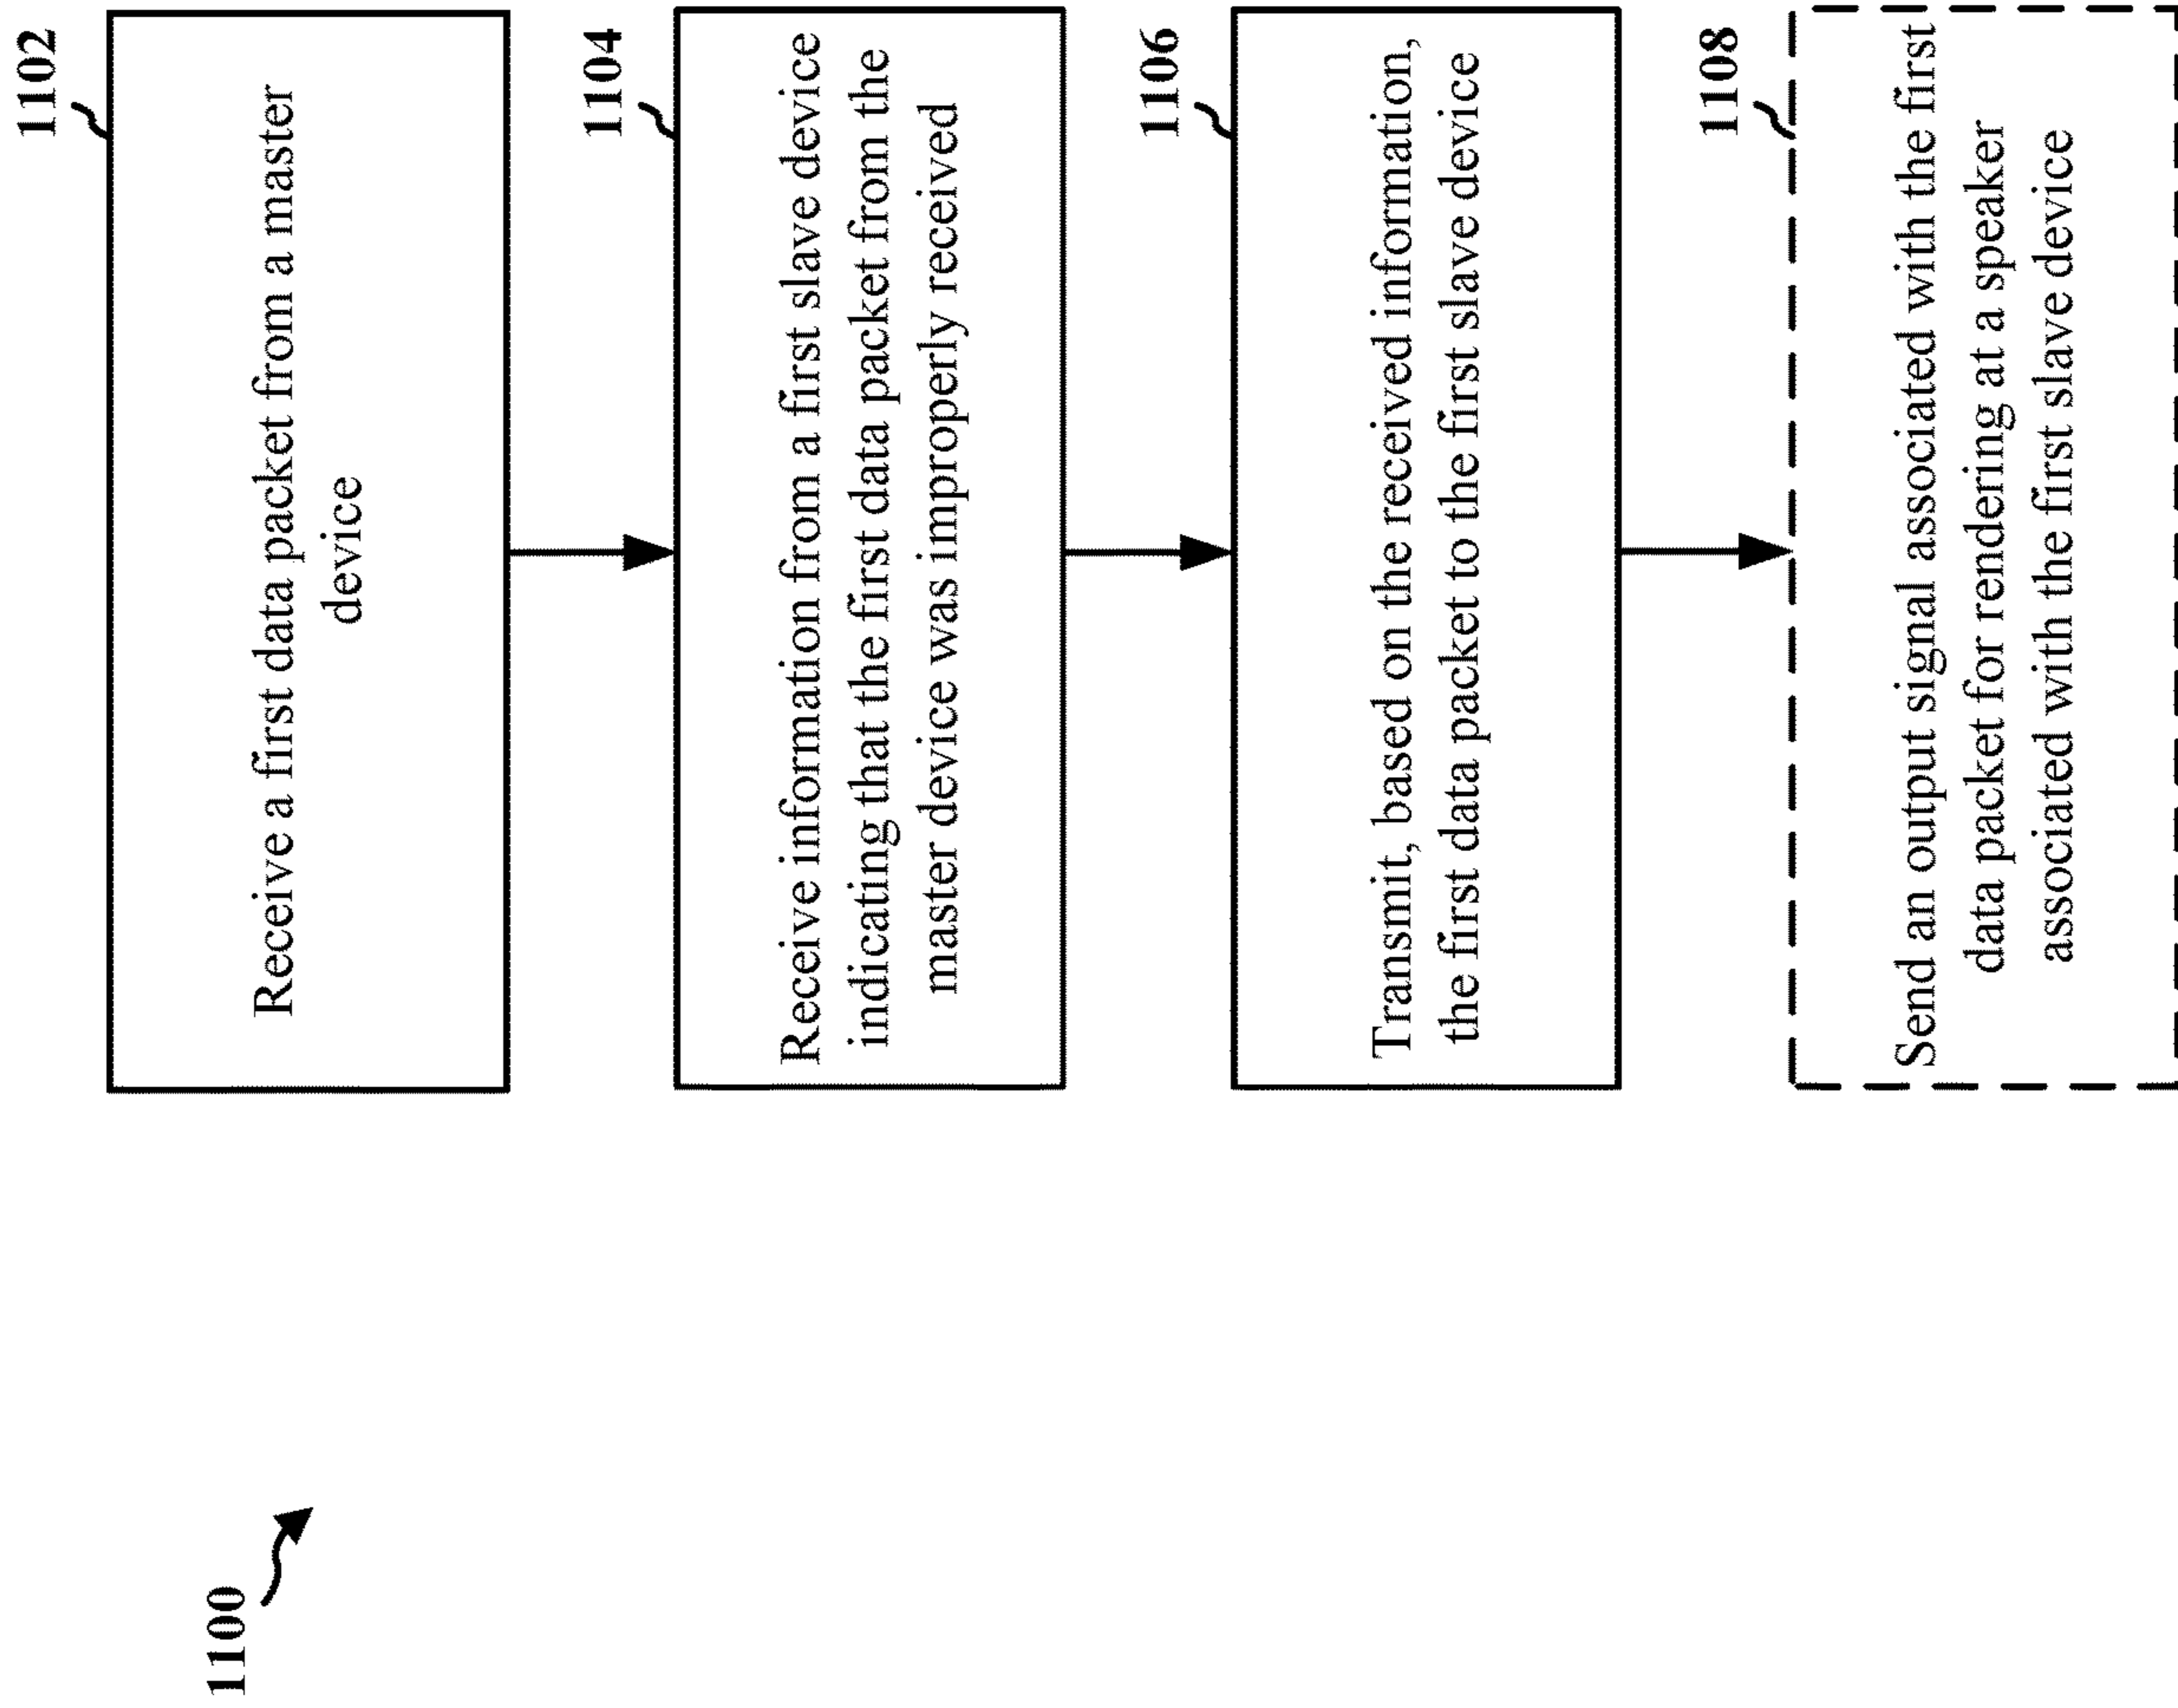 1100
1102
Receive a first data packet from a master
device
1104
Receive information from a first slave device
indicating that the first data packet from the
master device was improperly received
1106
Transmit, based on the received information,
the first data packet to the first slave device
1108
Send an output signal associated with the first
data packet for rendering at a speaker
associated with the first slave device